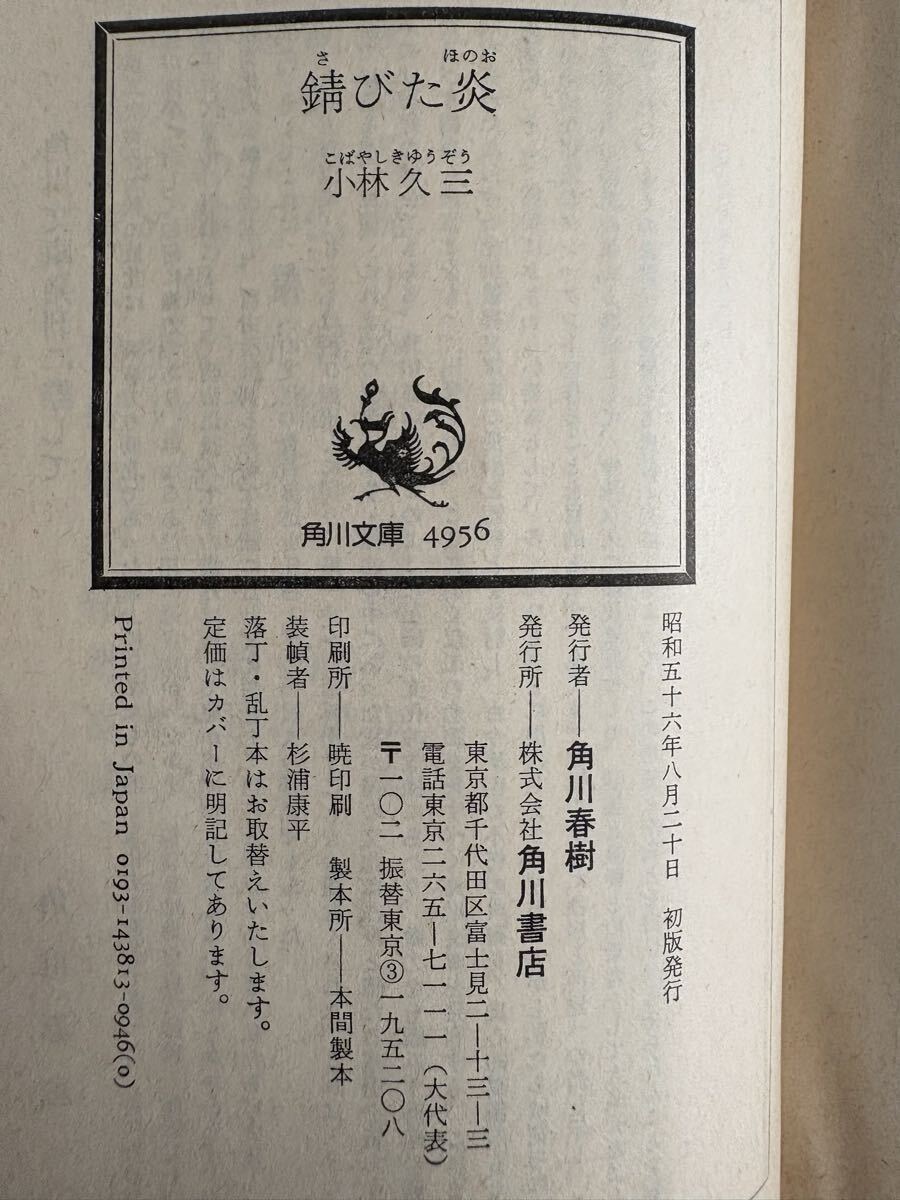 さ ほのお
錆びた炎
こばやしきゆうぞう
小林久三
角川文庫 4956
昭和五十六年八月二十日 初版発行
発行者――角川春樹
発行所――株式会社角川書店
東京都千代田区富士見二―十三―三
電話東京二六五―七一一一(大代表)
〒一〇二 振替東京③一九五二〇八
印刷所――暁印刷 製本所――本間製本
装幀者――杉浦康平
落丁・乱丁本はお取替えいたします。
定価はカバーに明記してあります。
Printed in Japan 0193-143813-0946(0)